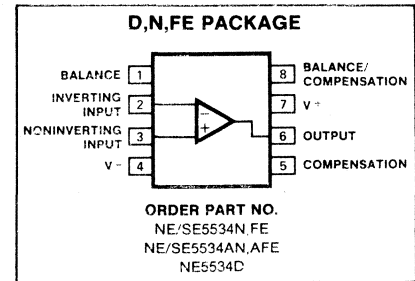 D,N,FE PACKAGE
BALANCE 1
INVERTING INPUT 2
NONINVERTING INPUT 3
V - 4
8 BALANCE/ COMPENSATION
7 V +
6 OUTPUT
5 COMPENSATION
- +
ORDER PART NO.
NE/SE5534N,FE
NE/SE5534AN,AFE
NE5534D